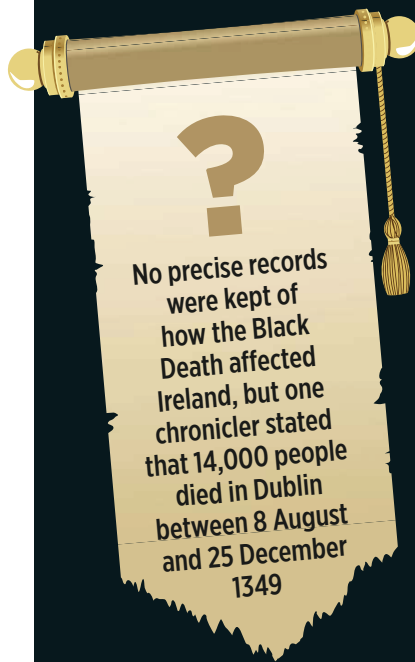 ?
No precise records
were kept of
how the Black
Death affected
Ireland, but one
chronicler stated
that 14,000 people
died in Dublin
between 8 August
and 25 December
1349